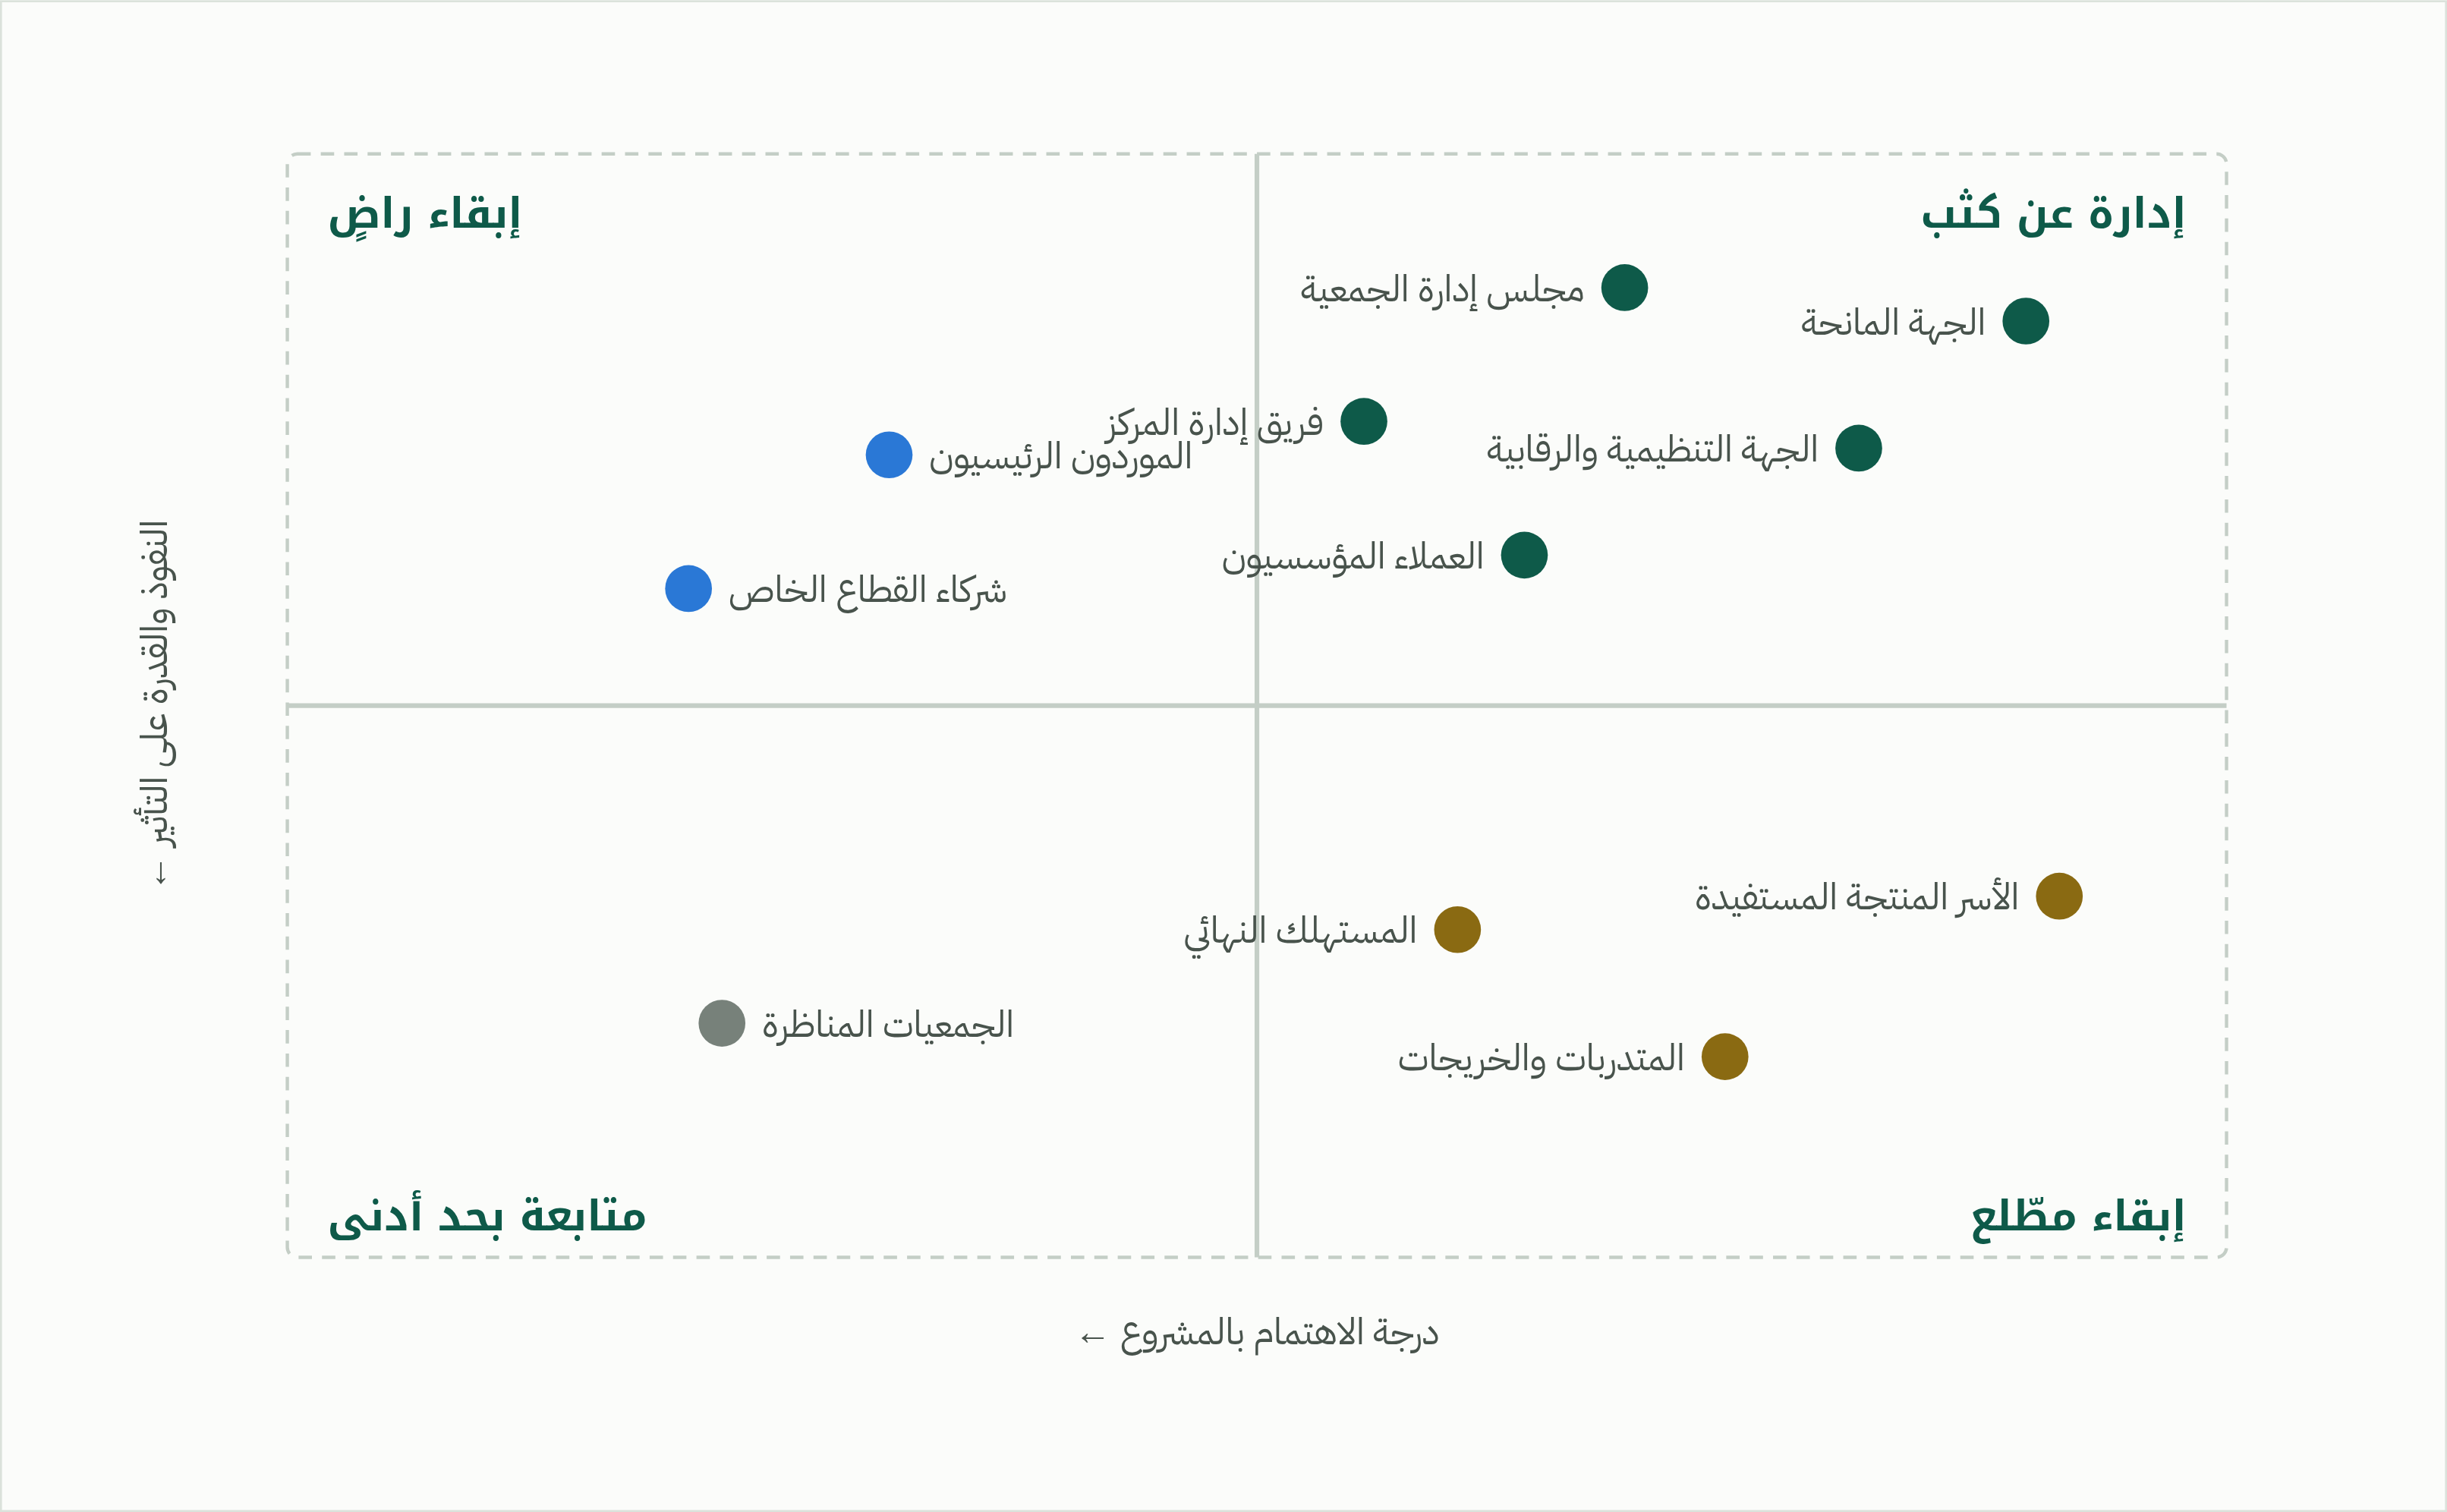 إدارة عن كثب
إبقاء راضٍ
مجلس إدارة الجمعية
الجهة المانحة
فريق إدارة المركز
الجهة التنظيمية والرقابية
الموردون الرئيسيون
العملاء المؤسسيون
شركاء القطاع الخاص
النفوذ والقدرة على التأثير ←
الأسر المنتجة المستفيدة
المستهلك النهائي
الجمعيات المناظرة
المتدربات والخريجات
إبقاء مطّلع
متابعة بحد أدنى
درجة الاهتمام بالمشروع ←